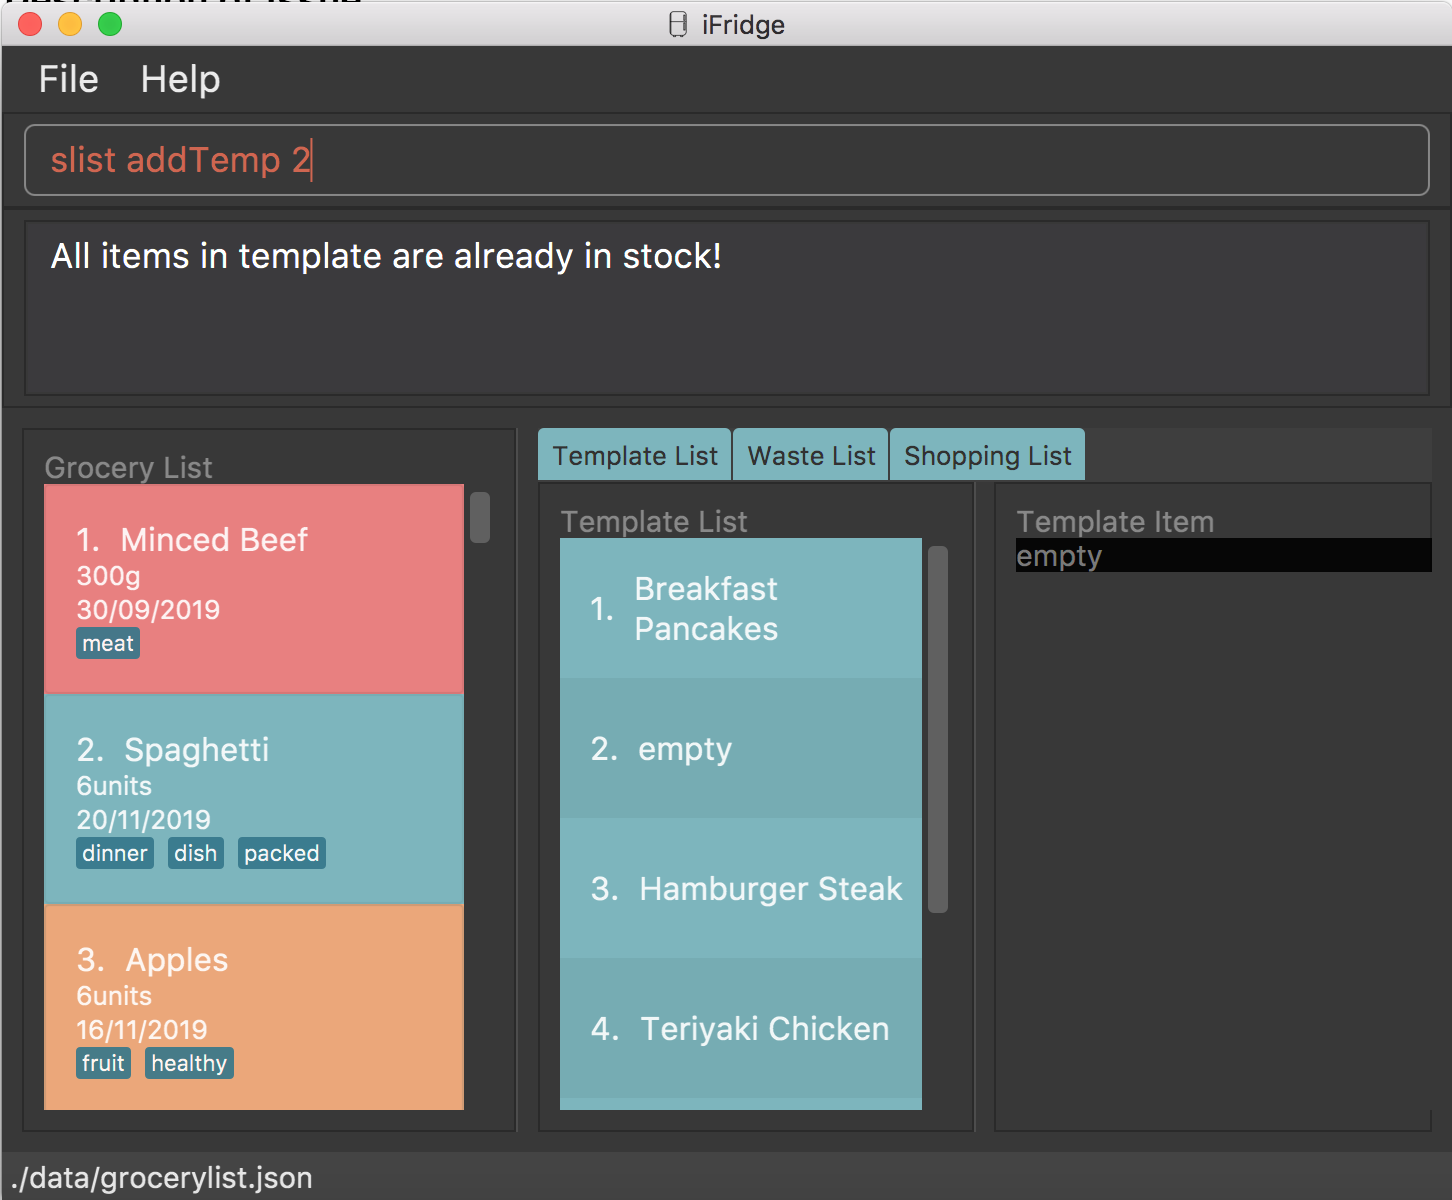 iFridge
File Help
slist addTemp 2
All items in template are already in stock!
Grocery List
1. Minced Beef
300g
30/09/2019
meat
2. Spaghetti
6units
20/11/2019
dinner dish packed
3. Apples
6units
16/11/2019
fruit healthy
Template List Waste List Shopping List
Template List
1. Breakfast
Pancakes
2. empty
3. Hamburger Steak
4. Teriyaki Chicken
Template Item
empty
./data/grocerylist.json